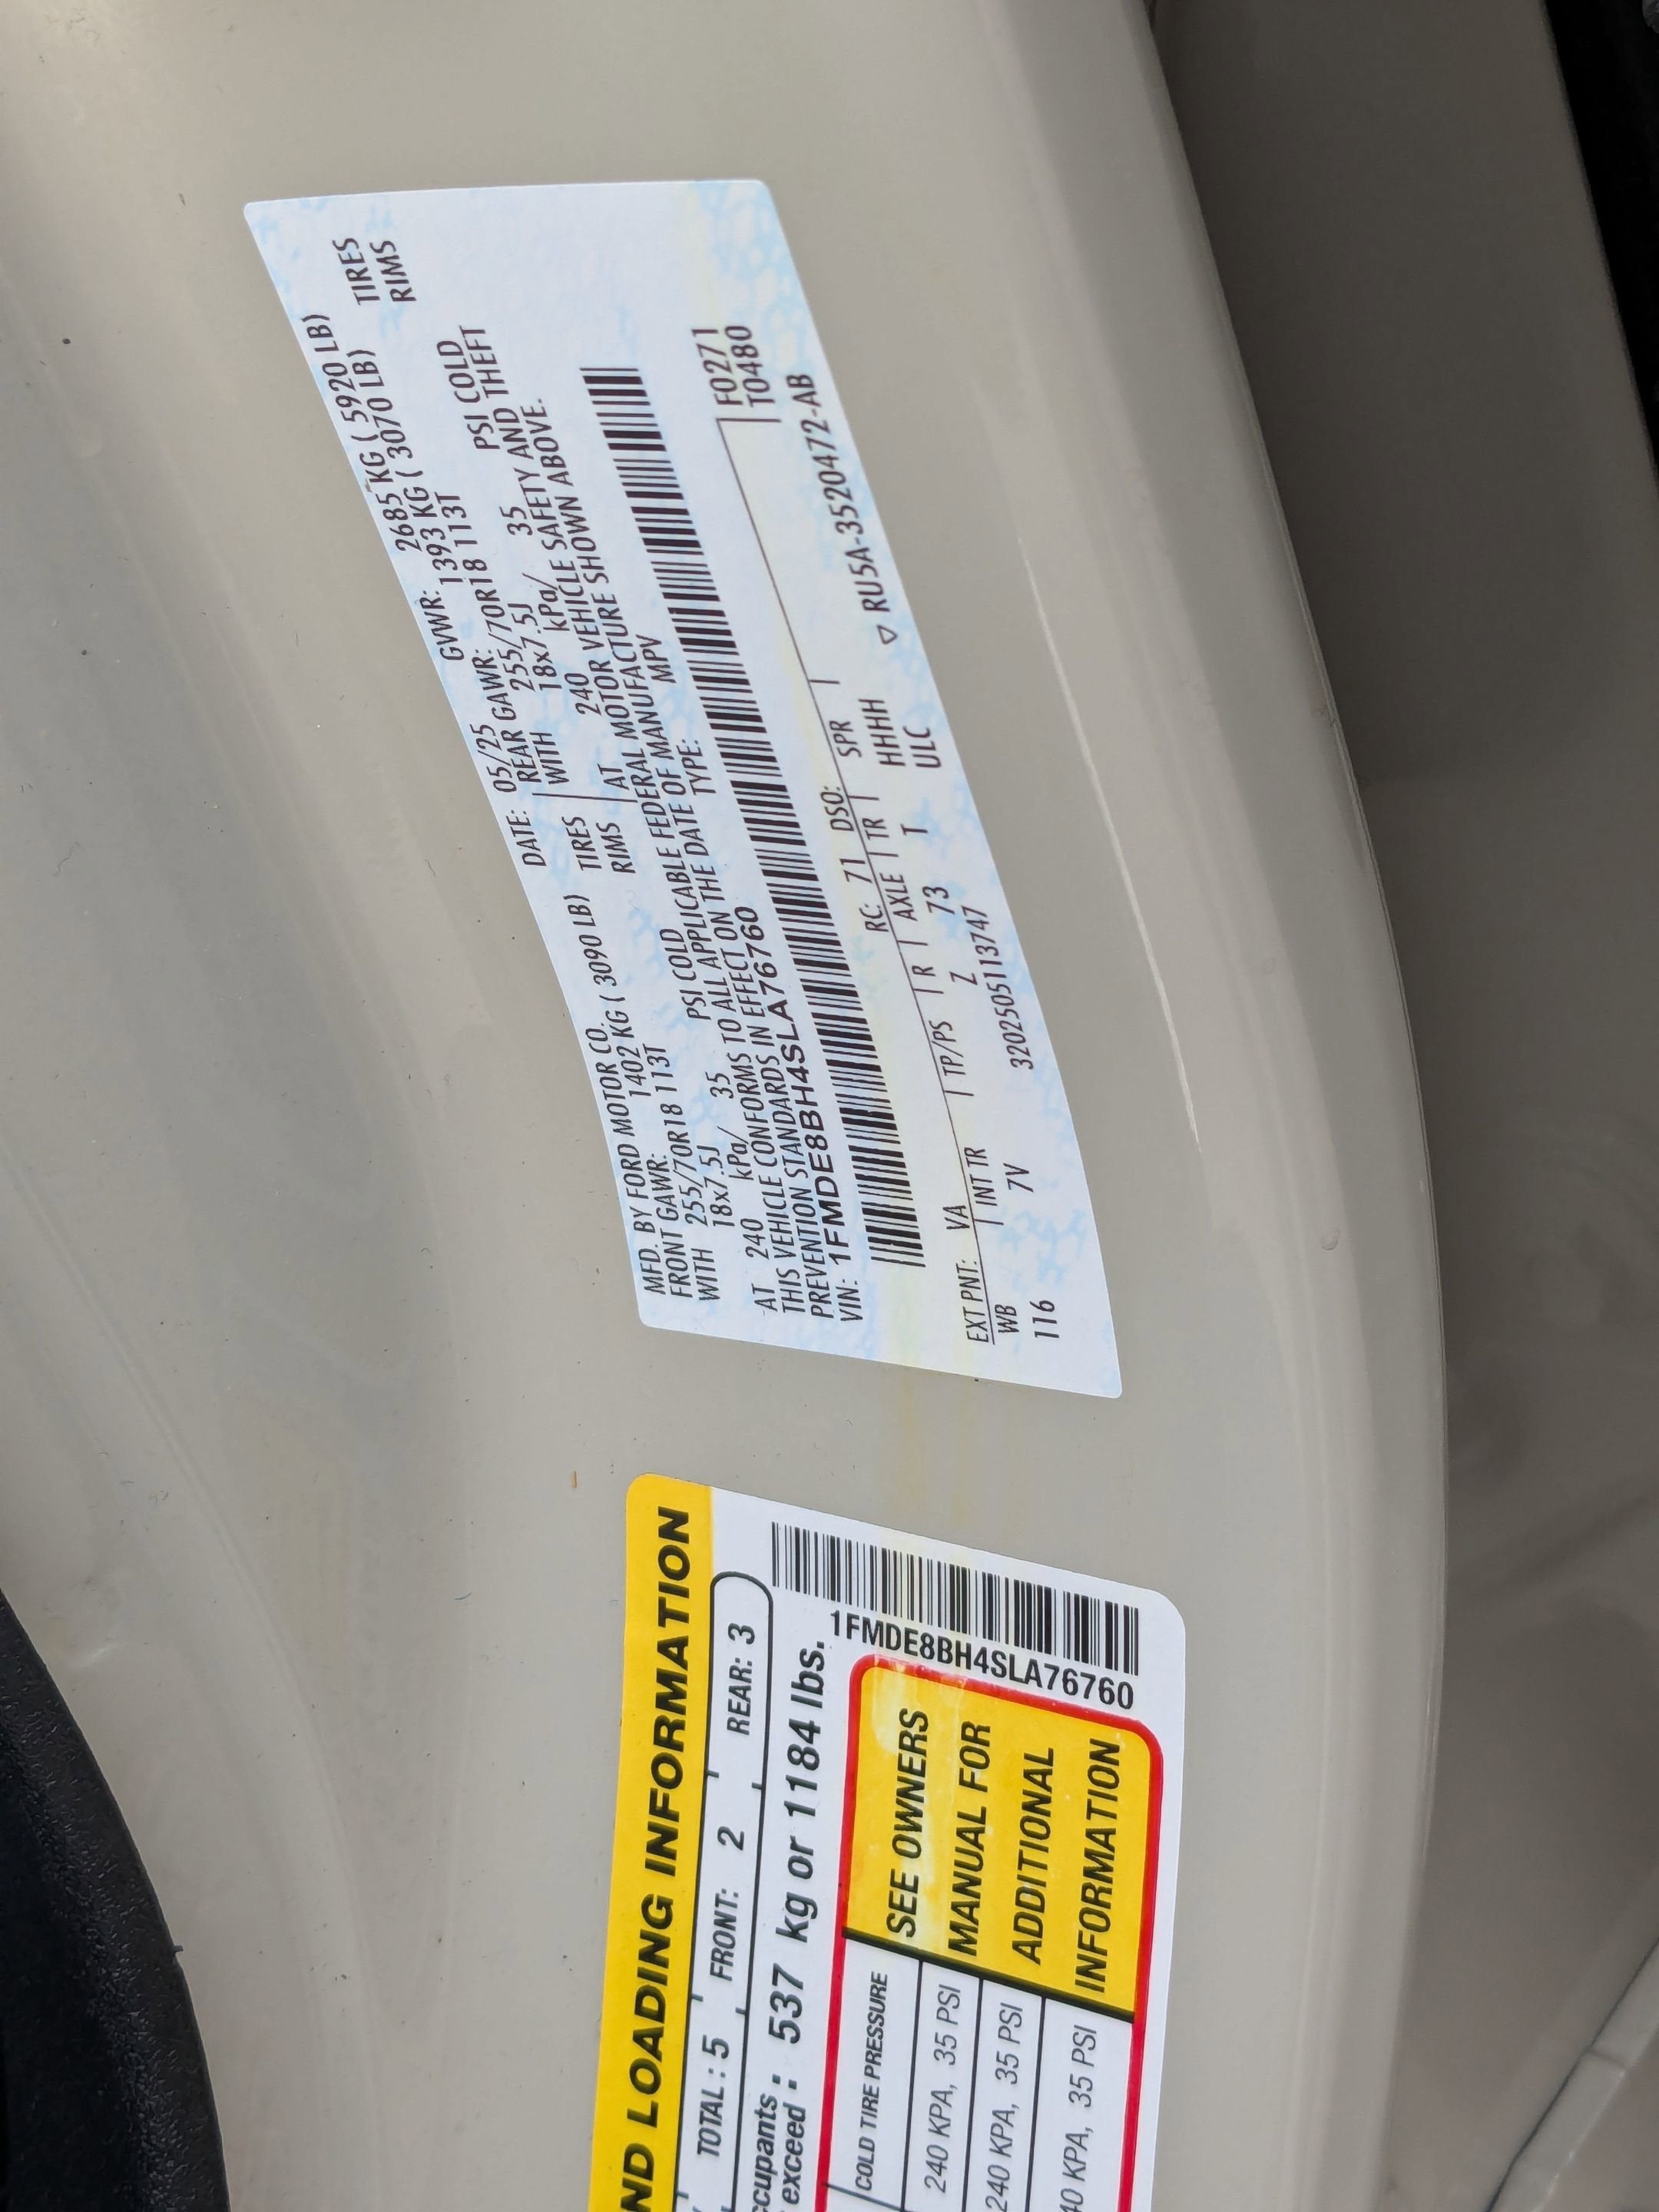 MFD. BY FORD MOTOR CO.
DATE: 05/25 GVWR: 2685 KG ( 5920 LB)
FRONT GAWR: 1402 KG ( 3090 LB) REAR GAWR: 1393 KG ( 3070 LB)
WITH 255/70R18 113T TIRES WITH 255/70R18 113T TIRES
18x7.5J RIMS 18x7.5J RIMS
AT 240 kPa/ 35 PSI COLD AT 240 kPa/ 35 PSI COLD
THIS VEHICLE CONFORMS TO ALL APPLICABLE FEDERAL MOTOR VEHICLE SAFETY AND THEFT
PREVENTION STANDARDS IN EFFECT ON THE DATE OF MANUFACTURE SHOWN ABOVE.
VIN: 1FMDE8BH4SLA76760 TYPE: MPV
F0271
T0480
EXT PNT: VA RC: 71 DSO:
WB INT TR TP/PS R AXLE TR SPR
116 7V Z 73 T HHHH ▽ RU5A-3520472-AB
3202505113747 ULC
ND LOADING INFORMATION
TOTAL : 5 FRONT: 2 REAR: 3
ccupants
exceed : 537 kg or 1184 lbs.
1FMDE8BH4SLA76760
COLD TIRE PRESSURE
240 KPA, 35 PSI
240 KPA, 35 PSI
40 KPA, 35 PSI
SEE OWNERS
MANUAL FOR
ADDITIONAL
INFORMATION